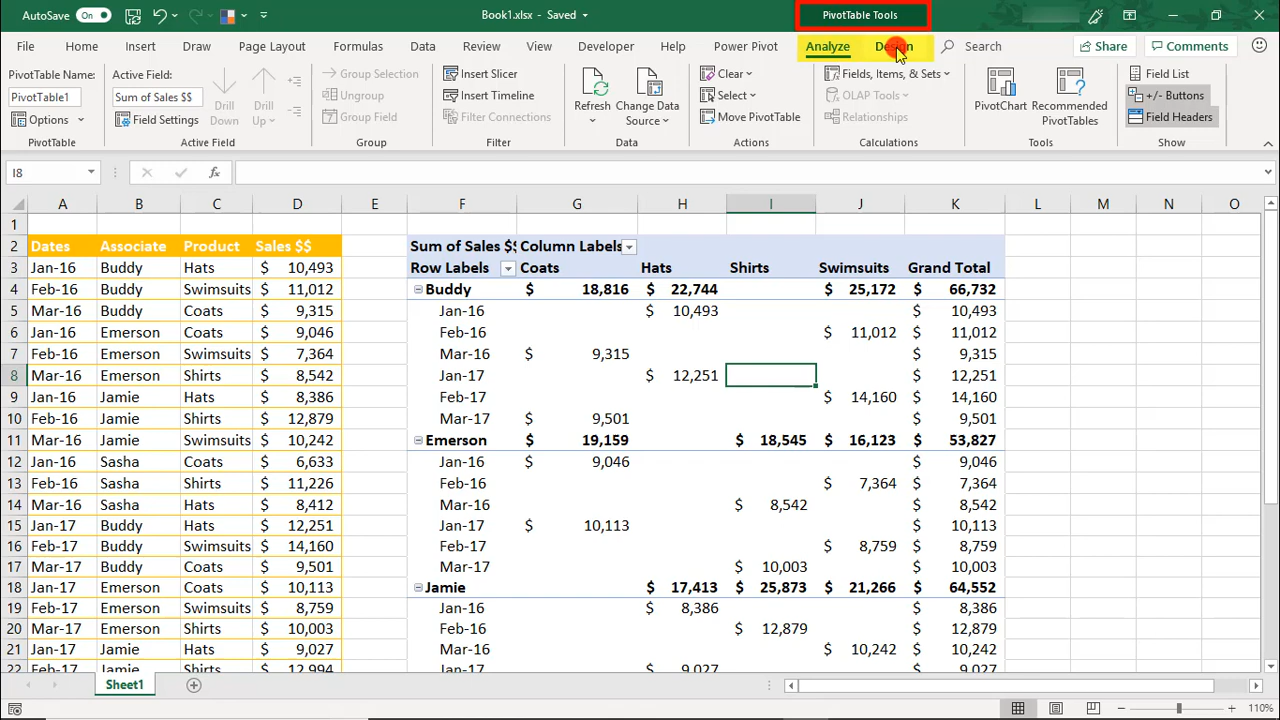 AutoSave On Book1.xlsx - Saved PivotTable Tools
File Home Insert Draw Page Layout Formulas Data Review View Developer Help Power Pivot Analyze Design Search Share Comments
PivotTable Name: Active Field: Group Selection Insert Slicer Clear Fields, Items, & Sets Field List
PivotTable1 Sum of Sales $$ Drill Down Drill Up Ungroup Insert Timeline Refresh Change Data Source Select OLAP Tools PivotChart Recommended PivotTables +/- Buttons
Options Field Settings Group Field Filter Connections Move PivotTable Relationships Field Headers
PivotTable Active Field Group Filter Data Actions Calculations Tools Show
I8 fx
A B C D E F G H I J K L M N O
1
2 Dates Associate Product Sales $$ Sum of Sales $$ Column Labels
3 Jan-16 Buddy Hats $ 10,493 Row Labels Coats Hats Shirts Swimsuits Grand Total
4 Feb-16 Buddy Swimsuits $ 11,012 Buddy $ 18,816 $ 22,744 $ 25,172 $ 66,732
5 Mar-16 Buddy Coats $ 9,315 Jan-16 $ 10,493 $ 10,493
6 Jan-16 Emerson Coats $ 9,046 Feb-16 $ 11,012 $ 11,012
7 Feb-16 Emerson Swimsuits $ 7,364 Mar-16 $ 9,315 $ 9,315
8 Mar-16 Emerson Shirts $ 8,542 Jan-17 $ 12,251 $ 12,251
9 Jan-16 Jamie Hats $ 8,386 Feb-17 $ 14,160 $ 14,160
10 Feb-16 Jamie Shirts $ 12,879 Mar-17 $ 9,501 $ 9,501
11 Mar-16 Jamie Swimsuits $ 10,242 Emerson $ 19,159 $ 18,545 $ 16,123 $ 53,827
12 Jan-16 Sasha Coats $ 6,633 Jan-16 $ 9,046 $ 9,046
13 Feb-16 Sasha Shirts $ 11,226 Feb-16 $ 7,364 $ 7,364
14 Mar-16 Sasha Hats $ 8,412 Mar-16 $ 8,542 $ 8,542
15 Jan-17 Buddy Hats $ 12,251 Jan-17 $ 10,113 $ 10,113
16 Feb-17 Buddy Swimsuits $ 14,160 Feb-17 $ 8,759 $ 8,759
17 Mar-17 Buddy Coats $ 9,501 Mar-17 $ 10,003 $ 10,003
18 Jan-17 Emerson Coats $ 10,113 Jamie $ 17,413 $ 25,873 $ 21,266 $ 64,552
19 Feb-17 Emerson Swimsuits $ 8,759 Jan-16 $ 8,386 $ 8,386
20 Mar-17 Emerson Shirts $ 10,003 Feb-16 $ 12,879 $ 12,879
21 Jan-17 Jamie Hats $ 9,027 Mar-16 $ 10,242 $ 10,242
22 Feb-17 Jamie Shirts $ 12,994 Jan-17 $ 9,027 $ 9,027
Sheet1
110%